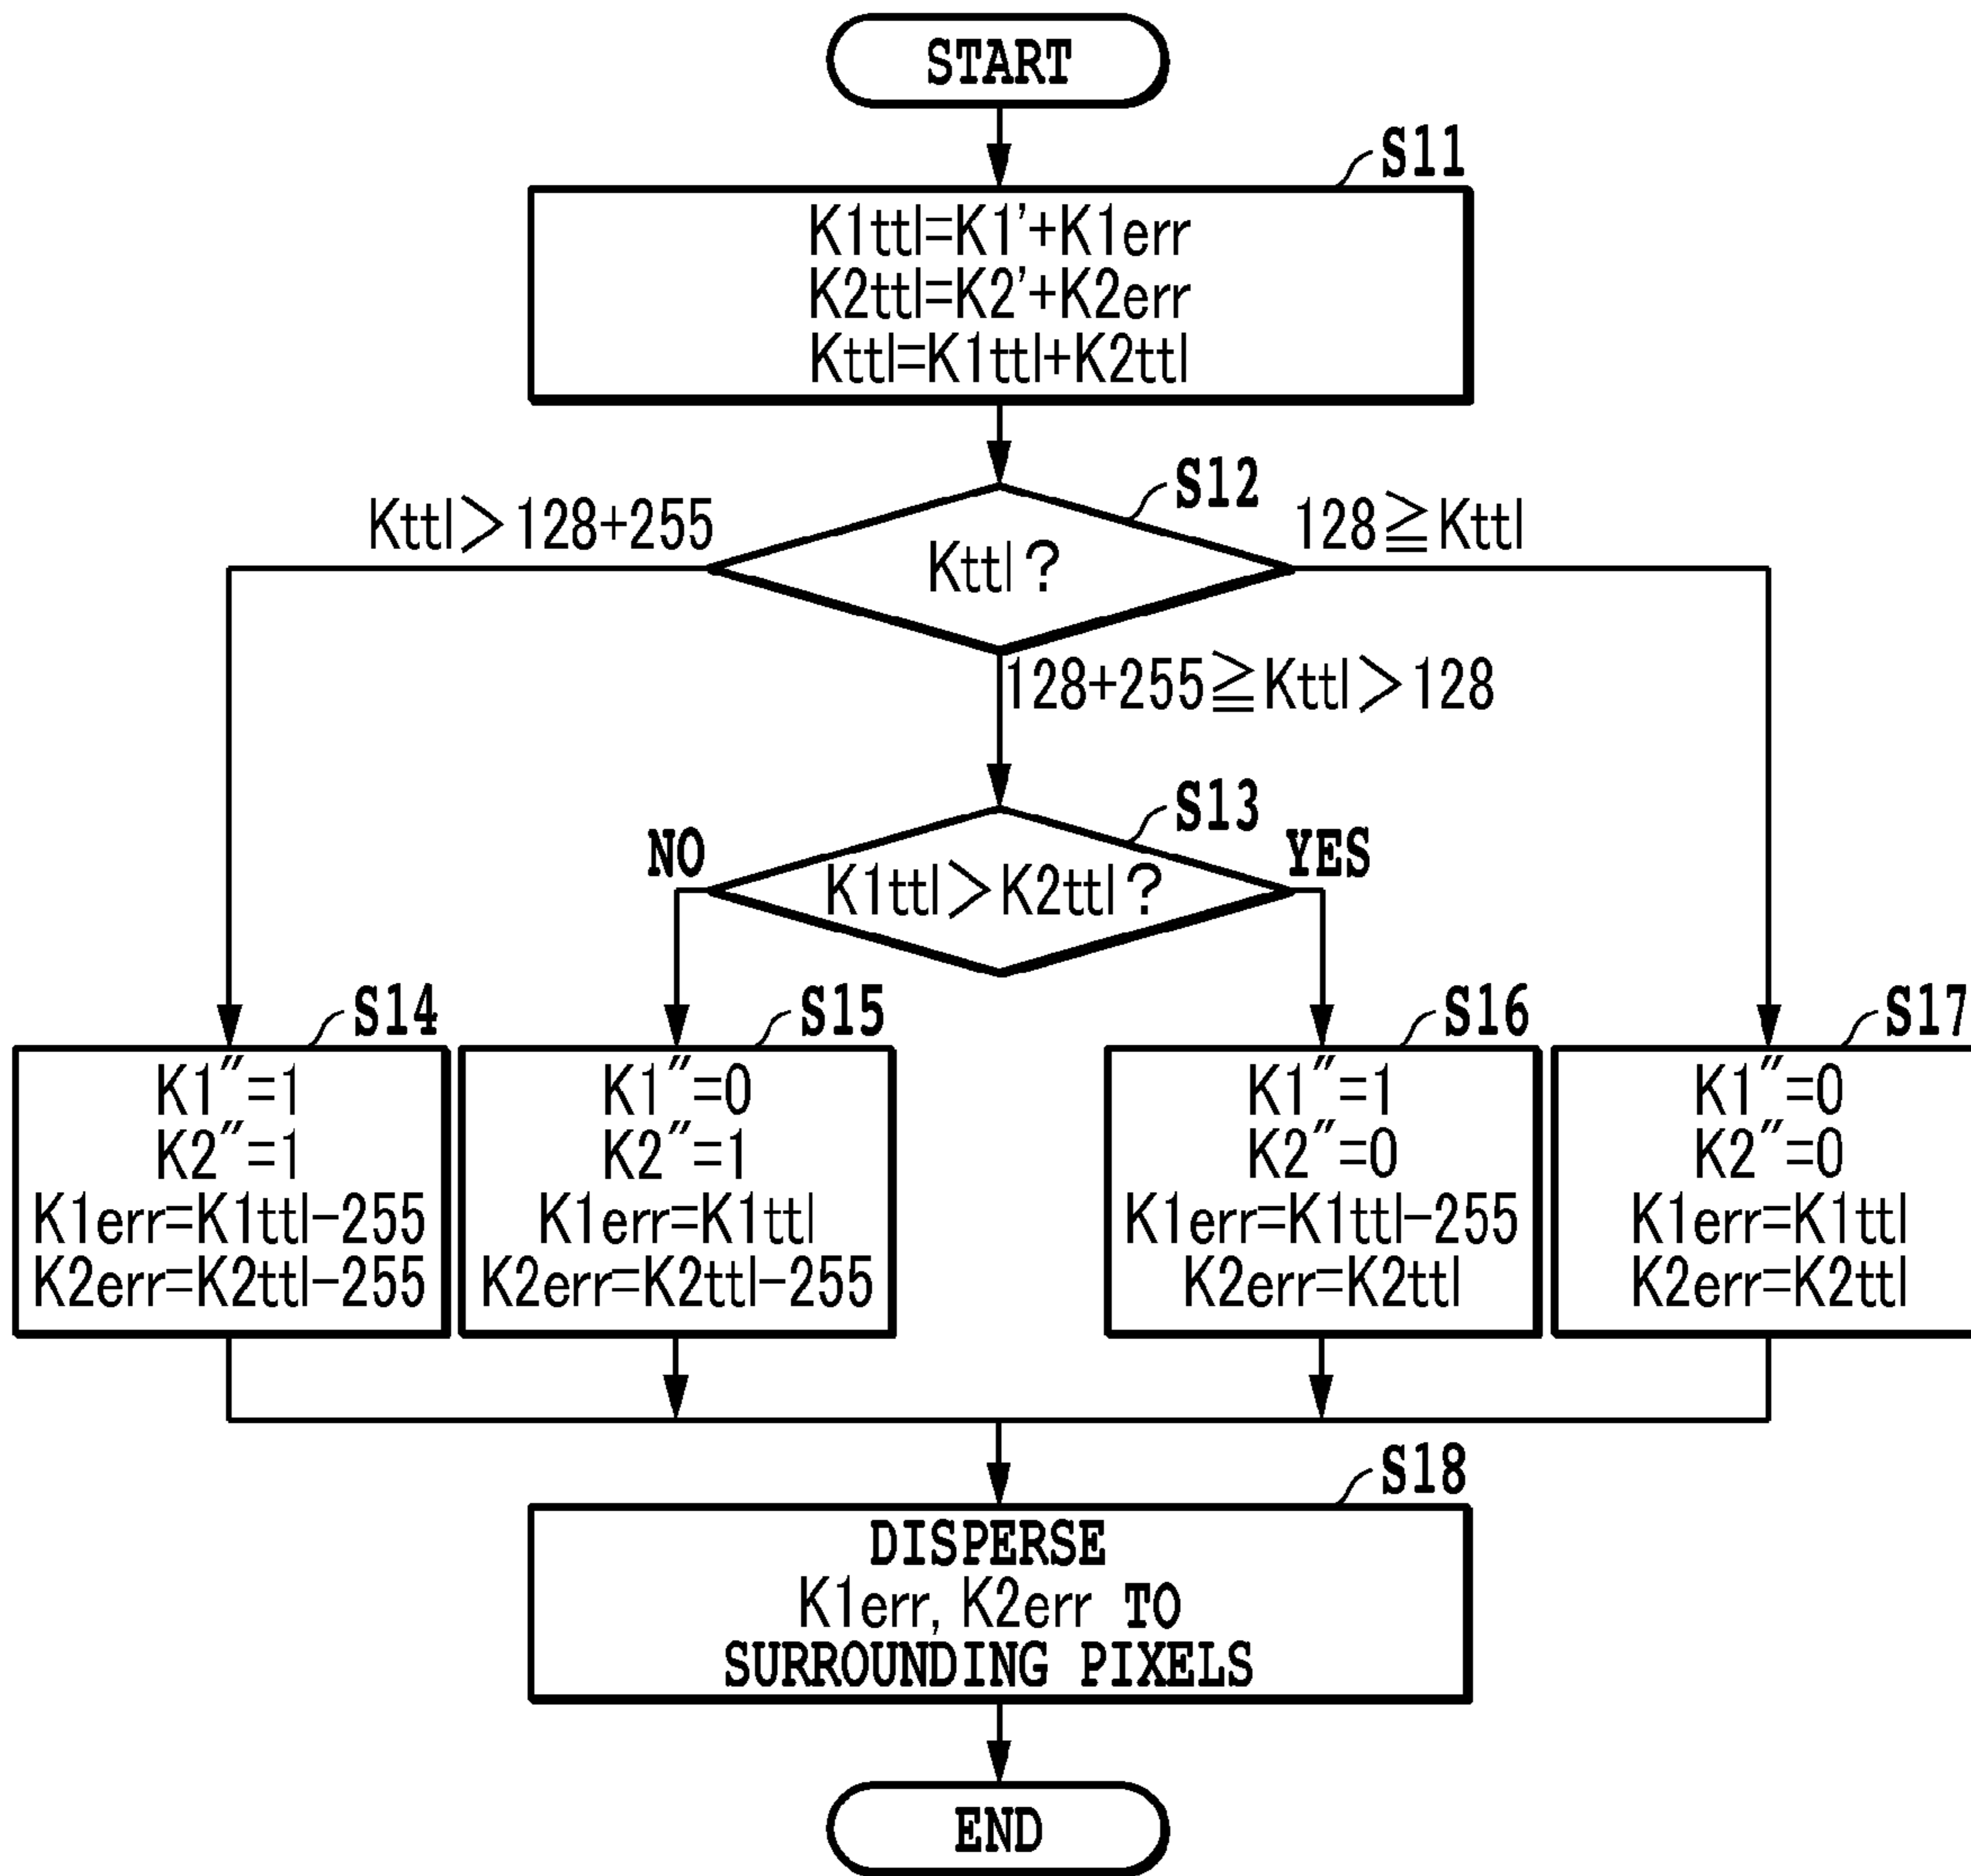 START
S11
K1ttl=K1'+K1err
K2ttl=K2'+K2err
Kttl=K1ttl+K2ttl
S12
Kttl>128+255
128≧Kttl
Kttl?
128+255≧Kttl>128
S13
NO
YES
K1ttl>K2ttl?
S14
K1″=1
K2″=1
K1err=K1ttl-255
K2err=K2ttl-255
S15
K1″=0
K2″=1
K1err=K1ttl
K2err=K2ttl-255
S16
K1″=1
K2″=0
K1err=K1ttl-255
K2err=K2ttl
S17
K1″=0
K2″=0
K1err=K1ttl
K2err=K2ttl
S18
DISPERSE
K1err, K2err TO
SURROUNDING PIXELS
END